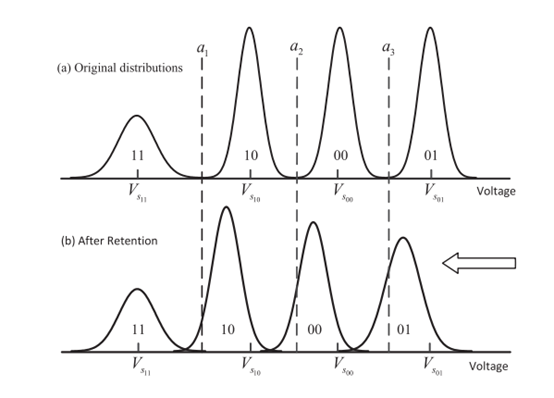 a₁ a₂ a₃
(a) Original distributions
11 10 00 01
Vₛ₁₁ Vₛ₁₀ Vₛ₀₀ Vₛ₀₁ Voltage
(b) After Retention
11 10 00 01
Vₛ₁₁ Vₛ₁₀ Vₛ₀₀ Vₛ₀₁ Voltage